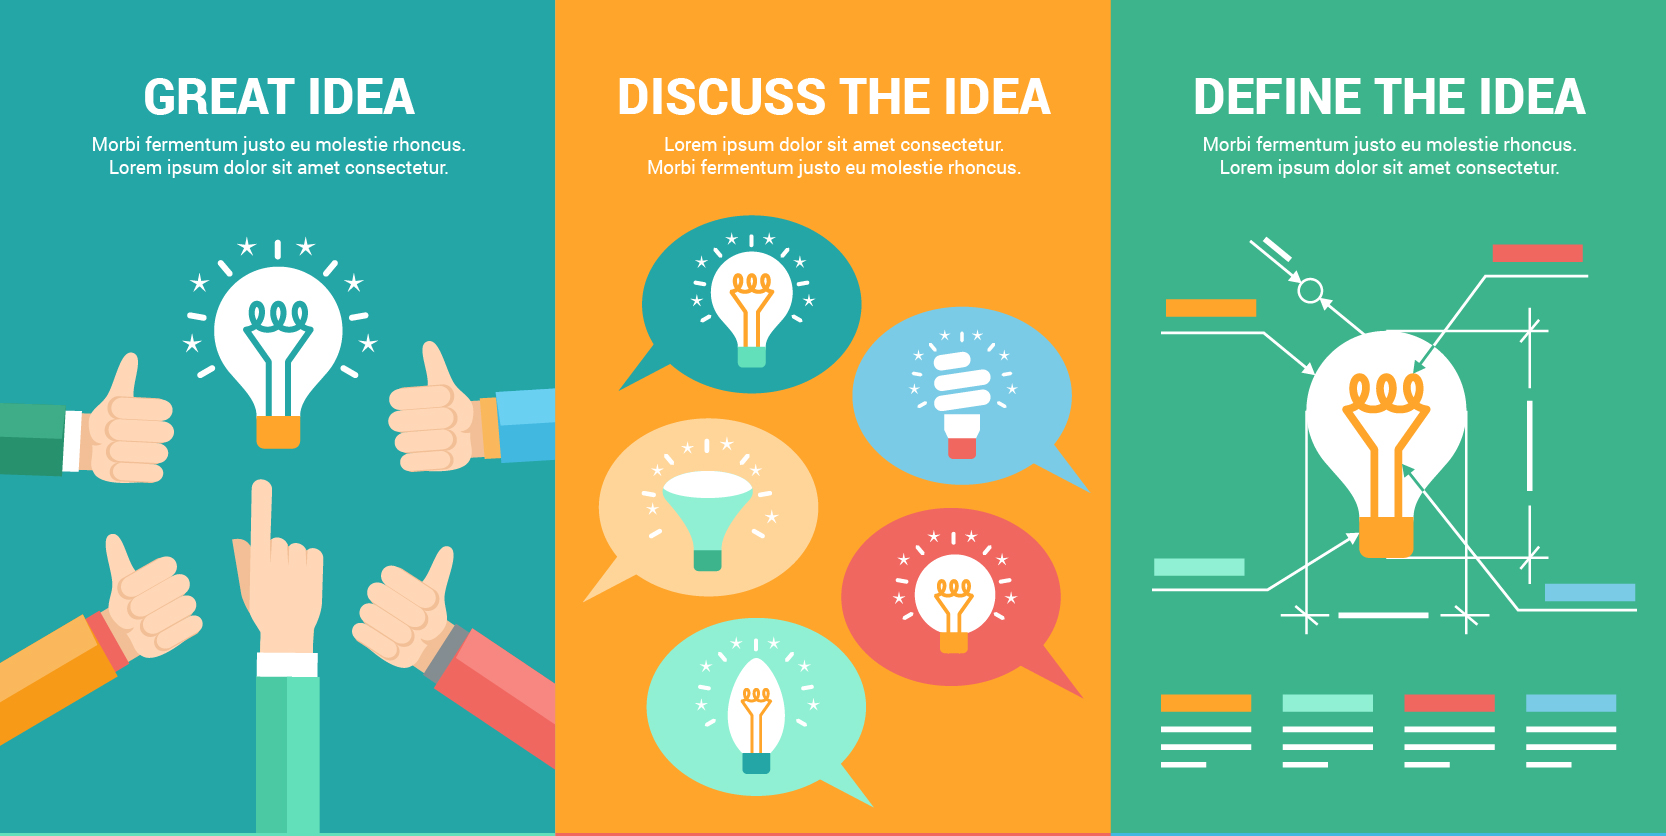 GREAT IDEA
Morbi fermentum justo eu molestie rhoncus.
Lorem ipsum dolor sit amet consectetur.
DISCUSS THE IDEA
Lorem ipsum dolor sit amet consectetur.
Morbi fermentum justo eu molestie rhoncus.
DEFINE THE IDEA
Morbi fermentum justo eu molestie rhoncus.
Lorem ipsum dolor sit amet consectetur.